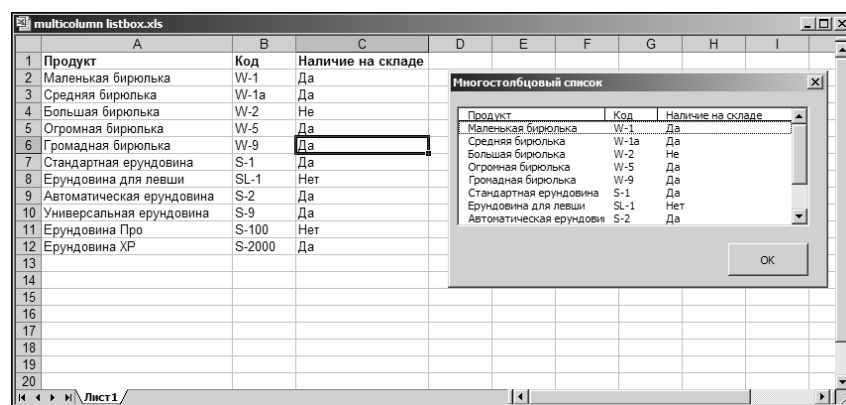 multicolumn listbox.xls
A B C D E F G H I
1 Продукт Код Наличие на складе
2 Маленькая бирюлька W-1 Да
3 Средняя бирюлька W-1a Да
4 Большая бирюлька W-2 Не
5 Огромная бирюлька W-5 Да
6 Громадная бирюлька W-9 Да
7 Стандартная ерундовина S-1 Да
8 Ерундовина для левши SL-1 Нет
9 Автоматическая ерундовина S-2 Да
10 Универсальная ерундовина S-9 Да
11 Ерундовина Про S-100 Нет
12 Ерундовина XP S-2000 Да
13
14
15
16
17
18
19
20
Лист1
Многостолбцовый список
Продукт Код Наличие на складе
Маленькая бирюлька W-1 Да
Средняя бирюлька W-1a Да
Большая бирюлька W-2 Не
Огромная бирюлька W-5 Да
Громадная бирюлька W-9 Да
Стандартная ерундовина S-1 Да
Ерундовина для левши SL-1 Нет
Автоматическая ерундови S-2 Да
OK